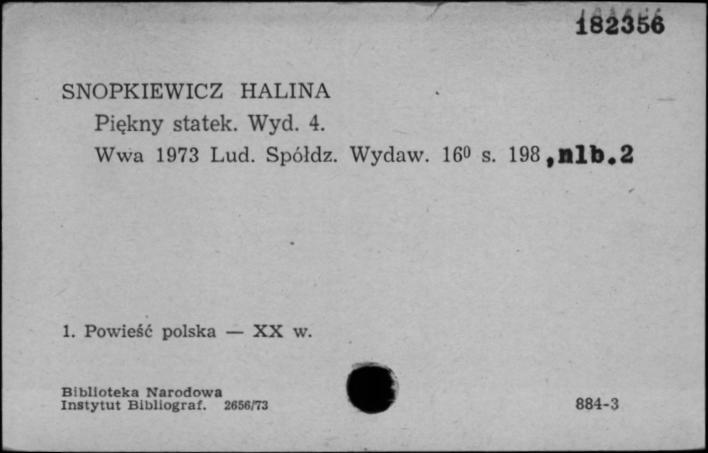 182356
SNOPKIEWICZ HALINA
Piękny statek. Wyd. 4.
Wwa 1973 Lud. Spółdz. Wydaw. 16⁰ s. 198 ,nlb.2
1. Powieść polska — XX w.
Biblioteka Narodowa
Instytut Bibliograf. 2656/73
884-3